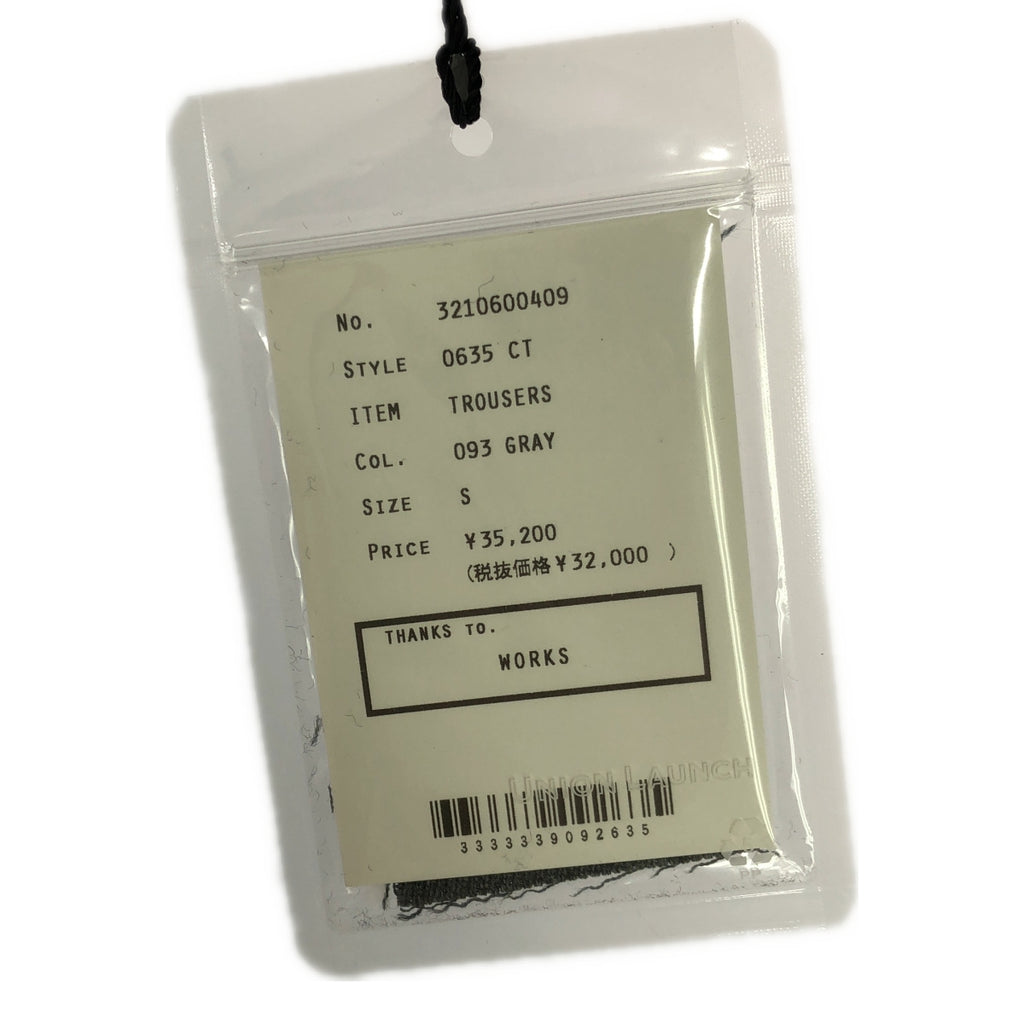 No. 3210600409
STYLE 0635 CT
ITEM TROUSERS
COL. 093 GRAY
SIZE S
PRICE ¥35,200
(税抜価格¥32,000 )
THANKS TO.
WORKS
UNION LAUNCH
3333339092635
PP